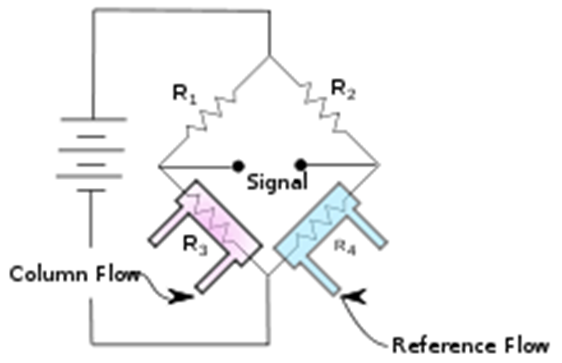 R1
R2
Signal
R3
R4
Column Flow
Reference Flow